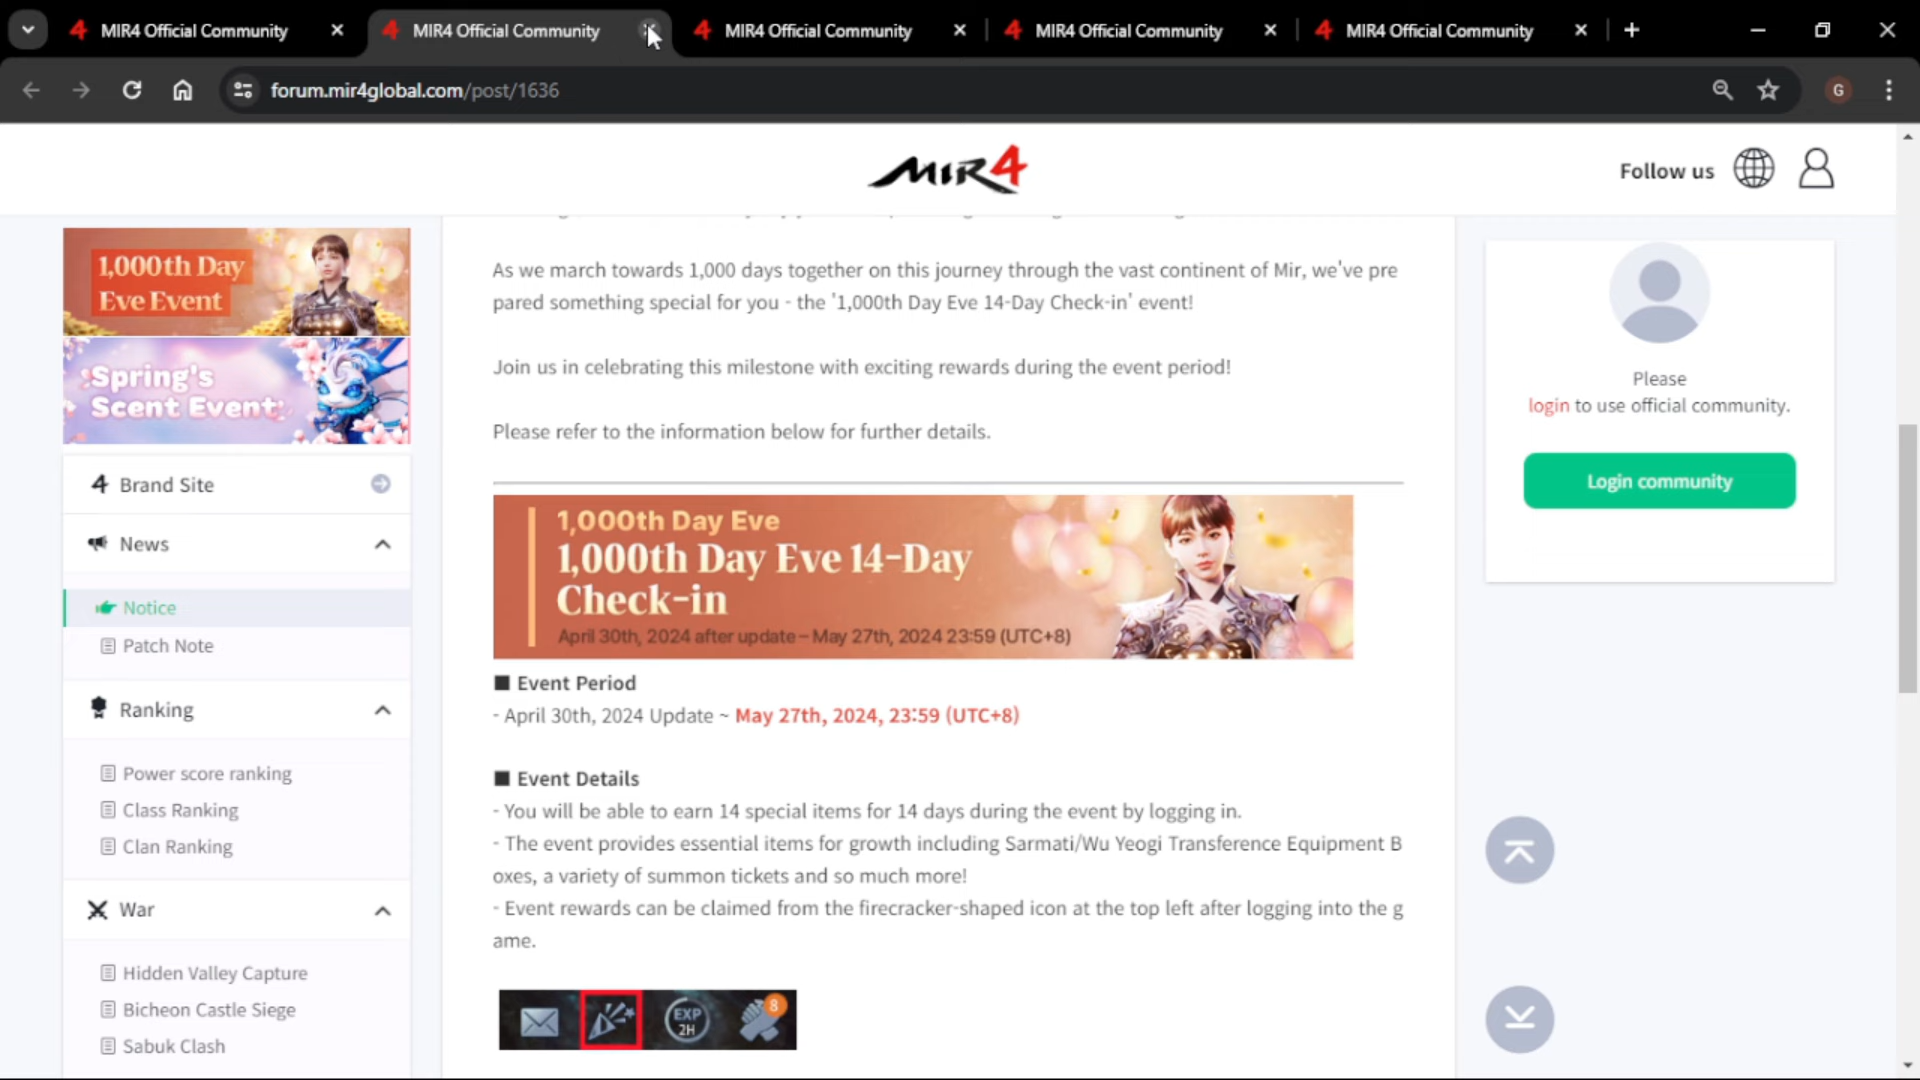 MIR4 Official Community
MIR4 Official Community
MIR4 Official Community
MIR4 Official Community
MIR4 Official Community
forum.mir4global.com/post/1636
G
MIR4
Follow us
1,000th Day
Eve Event
Spring's
Scent Event
4 Brand Site
News
Notice
Patch Note
Ranking
Power score ranking
Class Ranking
Clan Ranking
War
Hidden Valley Capture
Bicheon Castle Siege
Sabuk Clash
As we march towards 1,000 days together on this journey through the vast continent of Mir, we've pre
pared something special for you - the '1,000th Day Eve 14-Day Check-in' event!
Join us in celebrating this milestone with exciting rewards during the event period!
Please refer to the information below for further details.
1,000th Day Eve
1,000th Day Eve 14-Day
Check-in
April 30th, 2024 after update – May 27th, 2024 23:59 (UTC+8)
■ Event Period
- April 30th, 2024 Update ~ May 27th, 2024, 23:59 (UTC+8)
■ Event Details
- You will be able to earn 14 special items for 14 days during the event by logging in.
- The event provides essential items for growth including Sarmati/Wu Yeogi Transference Equipment B
oxes, a variety of summon tickets and so much more!
- Event rewards can be claimed from the firecracker-shaped icon at the top left after logging into the g
ame.
EXP
2H
8
Please
login to use official community.
Login community